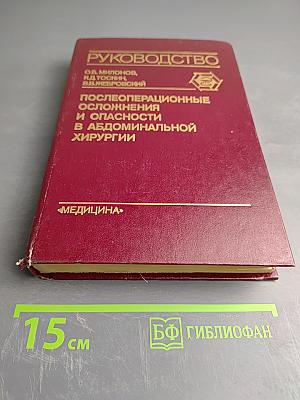 РУКОВОДСТВО
О.Б. МИЛОНОВ,
К.Д. ТОСКИН,
В.В. ЖЕБРОВСКИЙ
ПОСЛЕОПЕРАЦИОННЫЕ
ОСЛОЖНЕНИЯ
И ОПАСНОСТИ
В АБДОМИНАЛЬНОЙ
ХИРУРГИИ
«МЕДИЦИНА»
15 см
БФ ГИБЛИОФАН